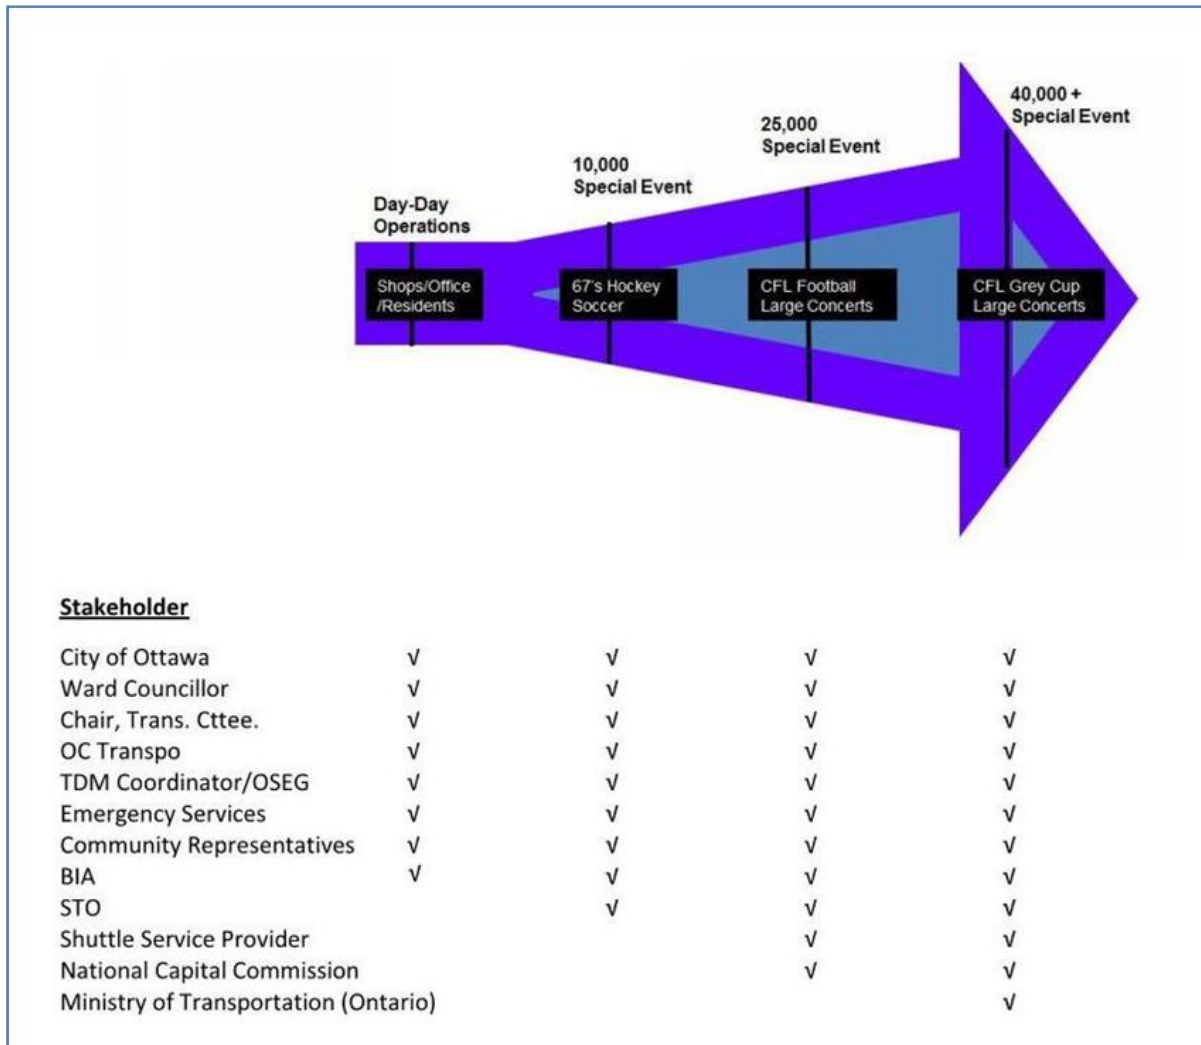 40,000 +
Special Event
25,000
Special Event
10,000
Special Event
Day-Day
Operations
Shops/Office
/Residents
67's Hockey
Soccer
CFL Football
Large Concerts
CFL Grey Cup
Large Concerts
Stakeholder
City of Ottawa √ √ √ √
Ward Councillor √ √ √ √
Chair, Trans. Cttee. √ √ √ √
OC Transpo √ √ √ √
TDM Coordinator/OSEG √ √ √ √
Emergency Services √ √ √ √
Community Representatives √ √ √ √
BIA √ √ √ √
STO √ √ √
Shuttle Service Provider √ √
National Capital Commission √ √
Ministry of Transportation (Ontario) √